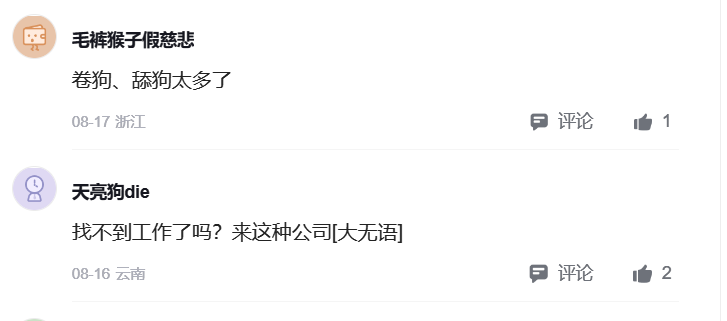 毛裤猴子假慈悲
卷狗、舔狗太多了
08-17 浙江
评论
1
天亮狗die
找不到工作了吗？来这种公司[大无语]
08-16 云南
评论
2